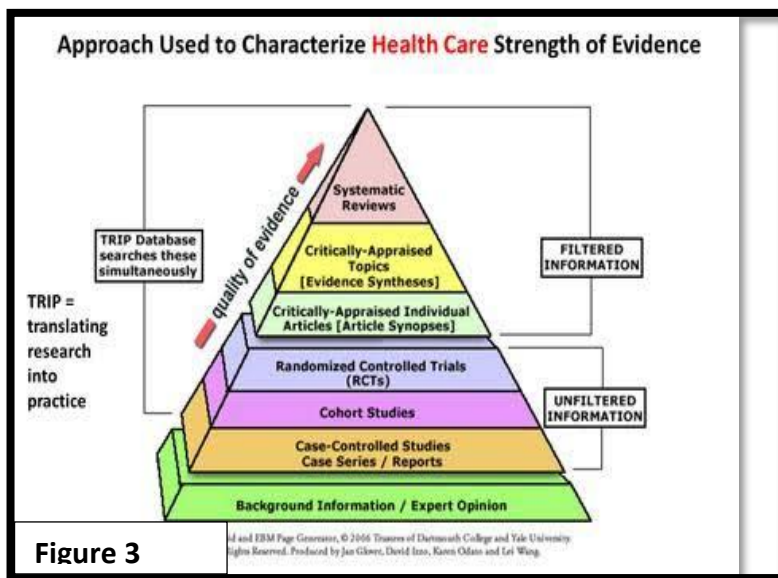 Approach Used to Characterize Health Care Strength of Evidence
quality of evidence
TRIP Database
searches these
simultaneously
TRIP =
translating
research
into
practice
Systematic
Reviews
Critically-Appraised
Topics
[Evidence Syntheses]
Critically-Appraised Individual
Articles [Article Synopses]
Randomized Controlled Trials
(RCTs)
Cohort Studies
Case-Controlled Studies
Case Series / Reports
Background Information / Expert Opinion
FILTERED
INFORMATION
UNFILTERED
INFORMATION
and EBM Page Generator, © 2006 Trustees of Dartmouth College and Yale University.
Rights Reserved. Produced by Jan Glover, David Izzo, Karen Odato and Lei Wang.
Figure 3